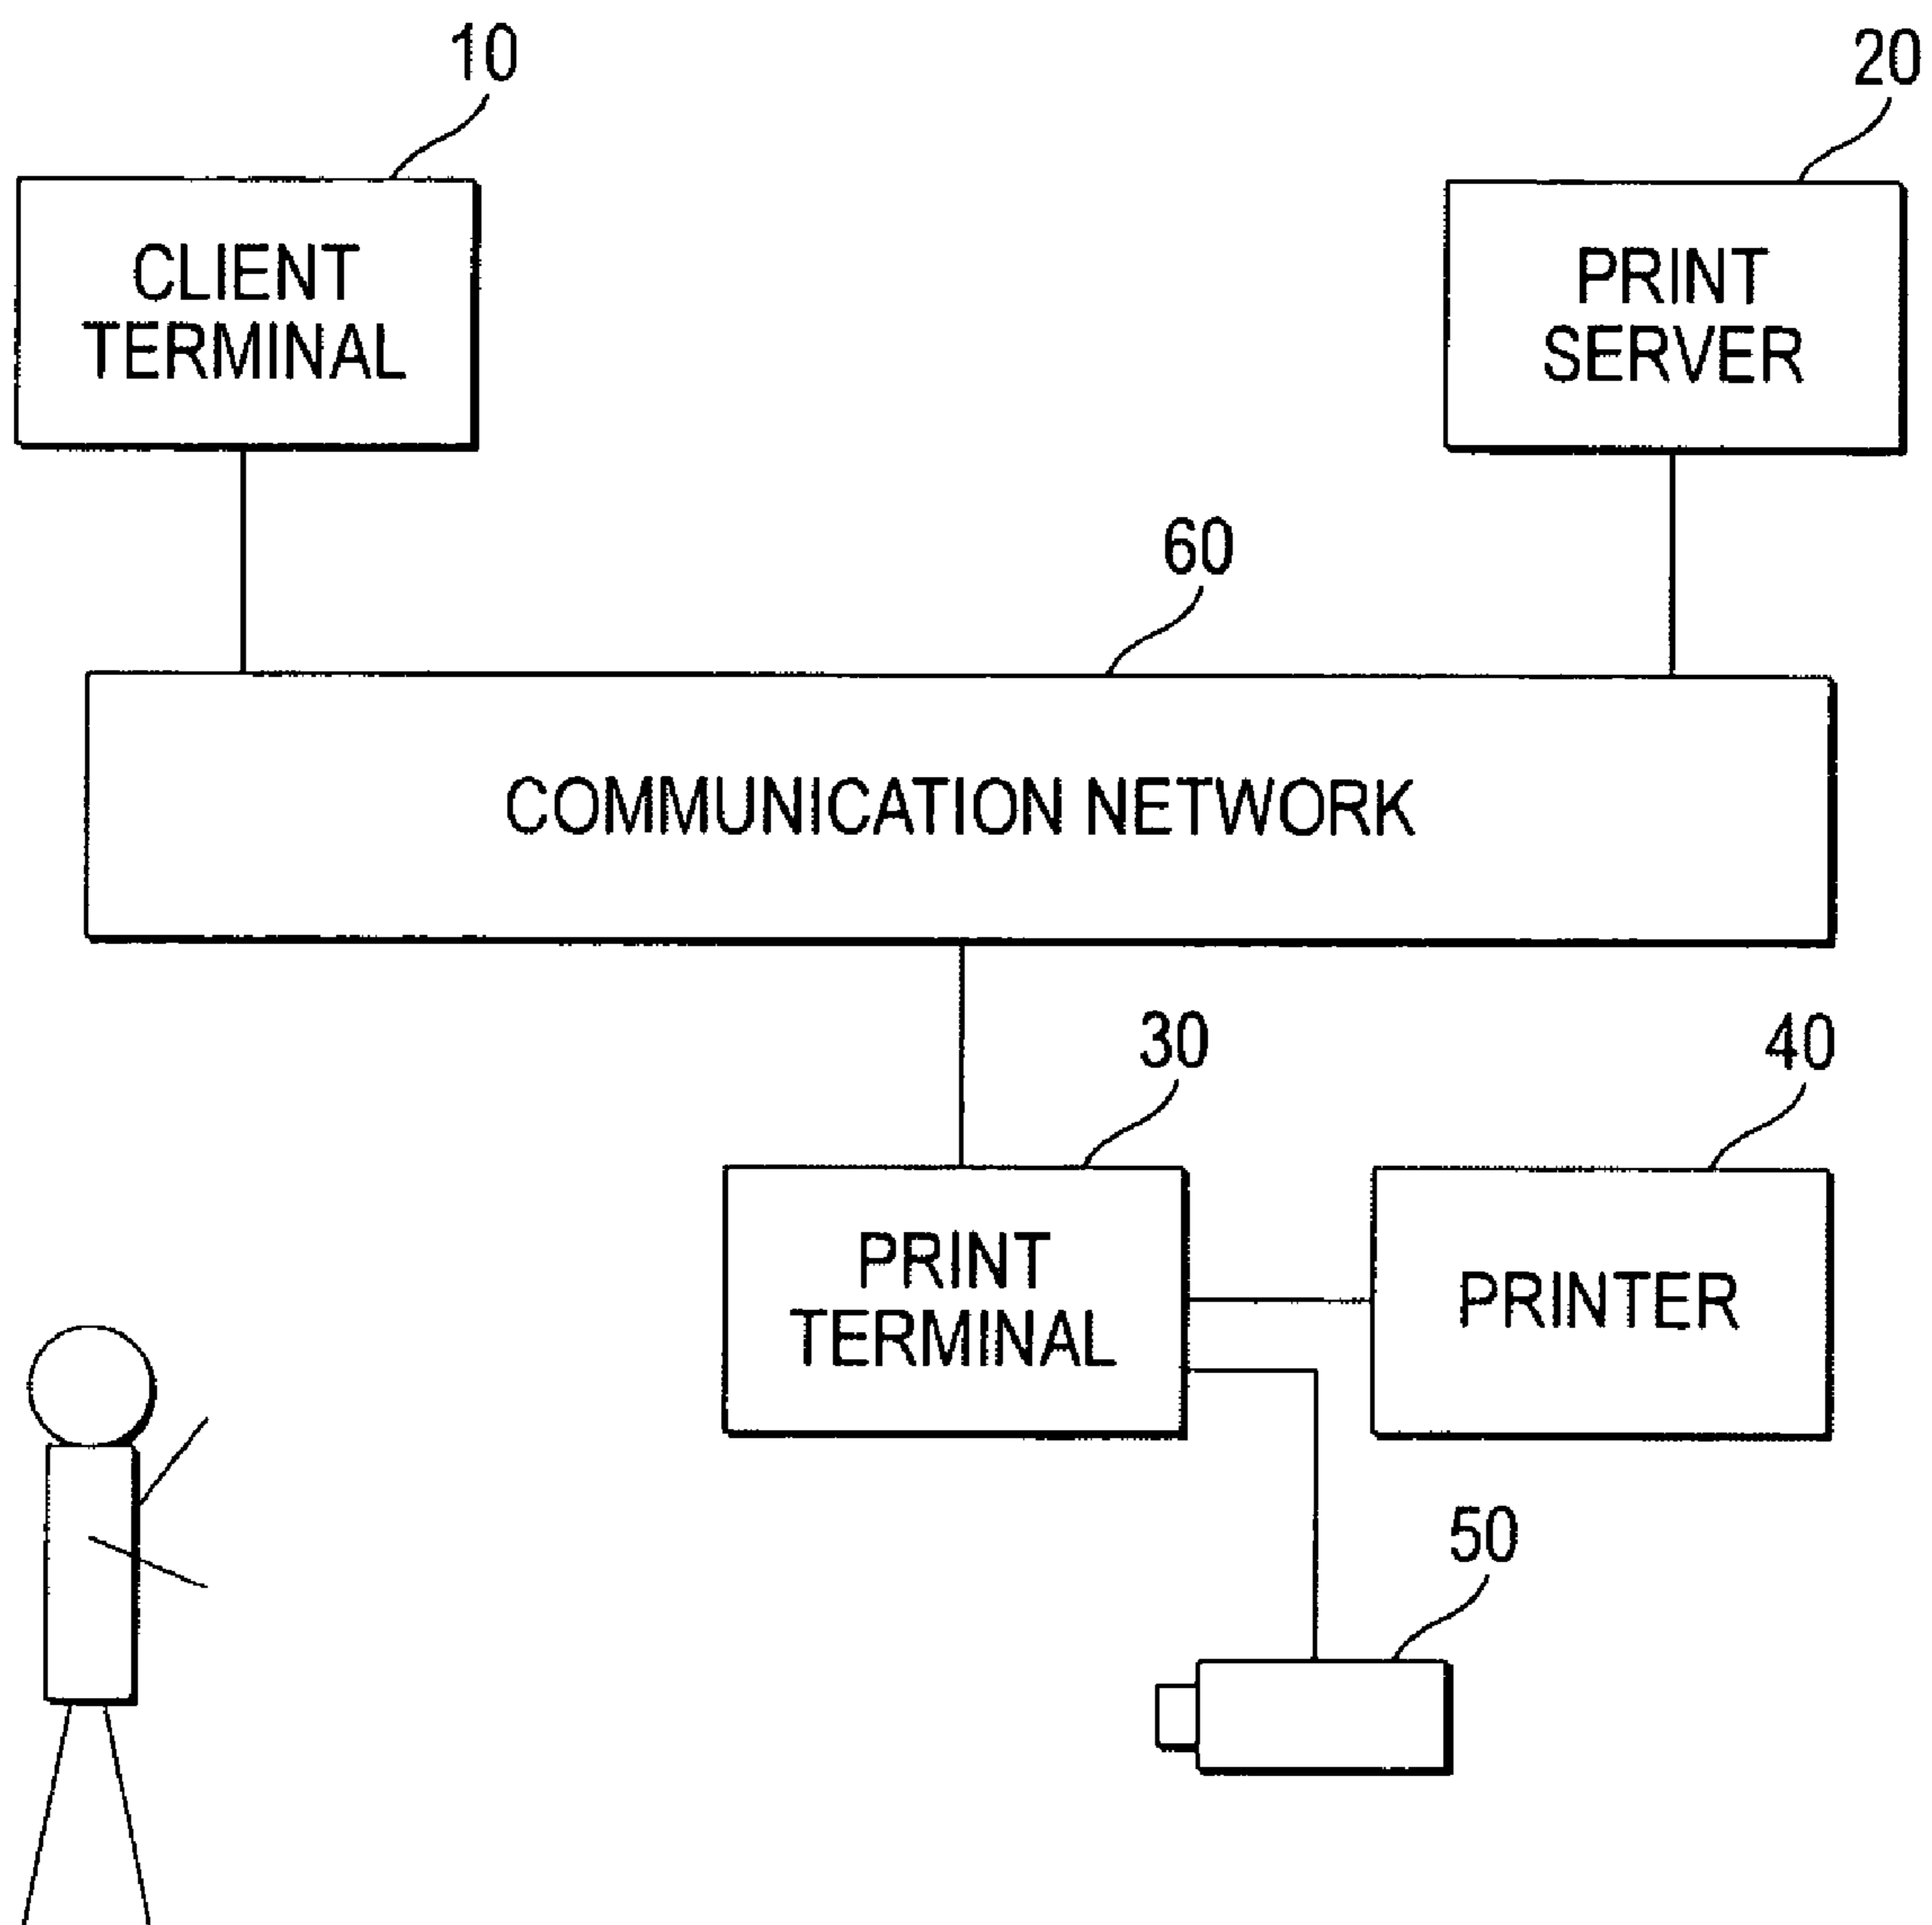 10
20
CLIENT
TERMINAL
PRINT
SERVER
60
COMMUNICATION NETWORK
30
40
PRINT
TERMINAL
PRINTER
50